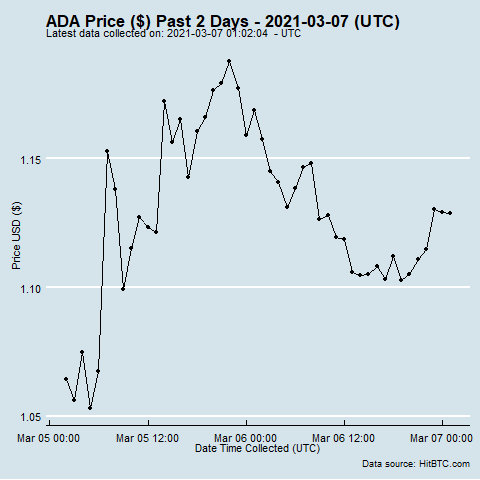 ADA Price ($) Past 2 Days - 2021-03-07 (UTC)
Latest data collected on: 2021-03-07 01:02:04 - UTC
1.15
1.10
1.05
Price USD ($)
Mar 05 00:00 Mar 05 12:00 Mar 06 00:00 Mar 06 12:00 Mar 07 00:00
Date Time Collected (UTC)
Data source: HitBTC.com